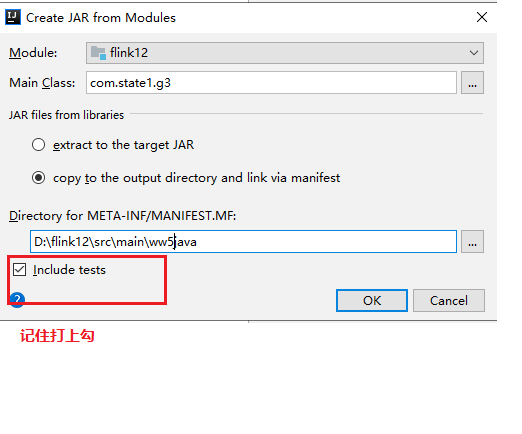 Create JAR from Modules
Module: flink12
Main Class: com.state1.g3 ...
JAR files from libraries
extract to the target JAR
copy to the output directory and link via manifest
Directory for META-INF/MANIFEST.MF:
D:\flink12\src\main\ww5java ...
Include tests
? OK Cancel
记住打上勾